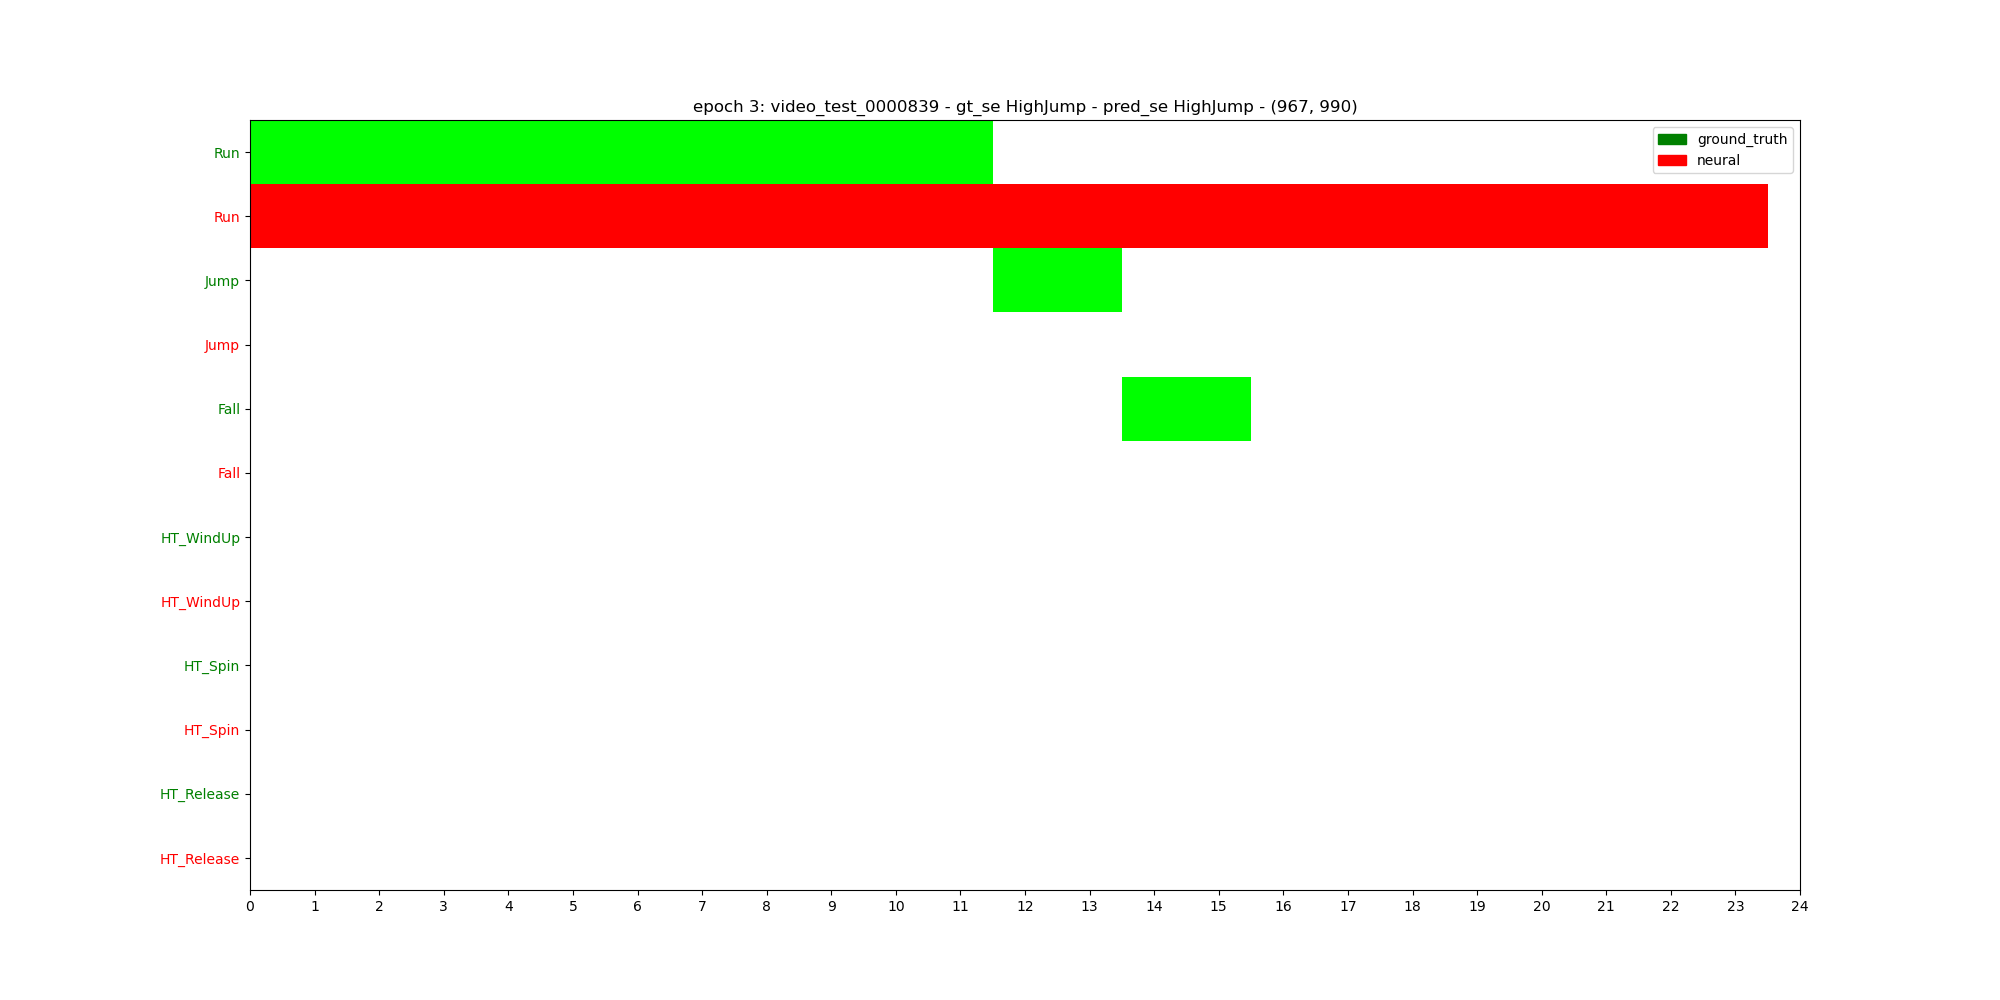 epoch 3: video_test_0000839 - gt_se HighJump - pred_se HighJump - (967, 990)
ground_truth
neural
Run
Run
Jump
Jump
Fall
Fall
HT_WindUp
HT_WindUp
HT_Spin
HT_Spin
HT_Release
HT_Release
0 1 2 3 4 5 6 7 8 9 10 11 12 13 14 15 16 17 18 19 20 21 22 23 24